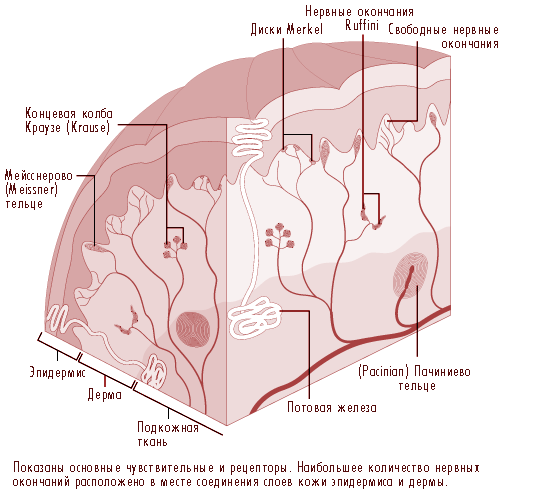 Нервные окончания
Ruffini
Диски Merkel
Свободные нервные
окончания
Концевая колба
Краузе (Krause)
Мейсснерово
(Meissner)
тельце
Эпидермис
Дерма
Подкожная
ткань
Потовая железа
(Pacinian) Пачиниево
тельце
Показаны основные чувствительные и рецепторы. Наибольшее количество нервных
окончаний расположено в месте соединения слоев кожи эпидермиса и дермы.